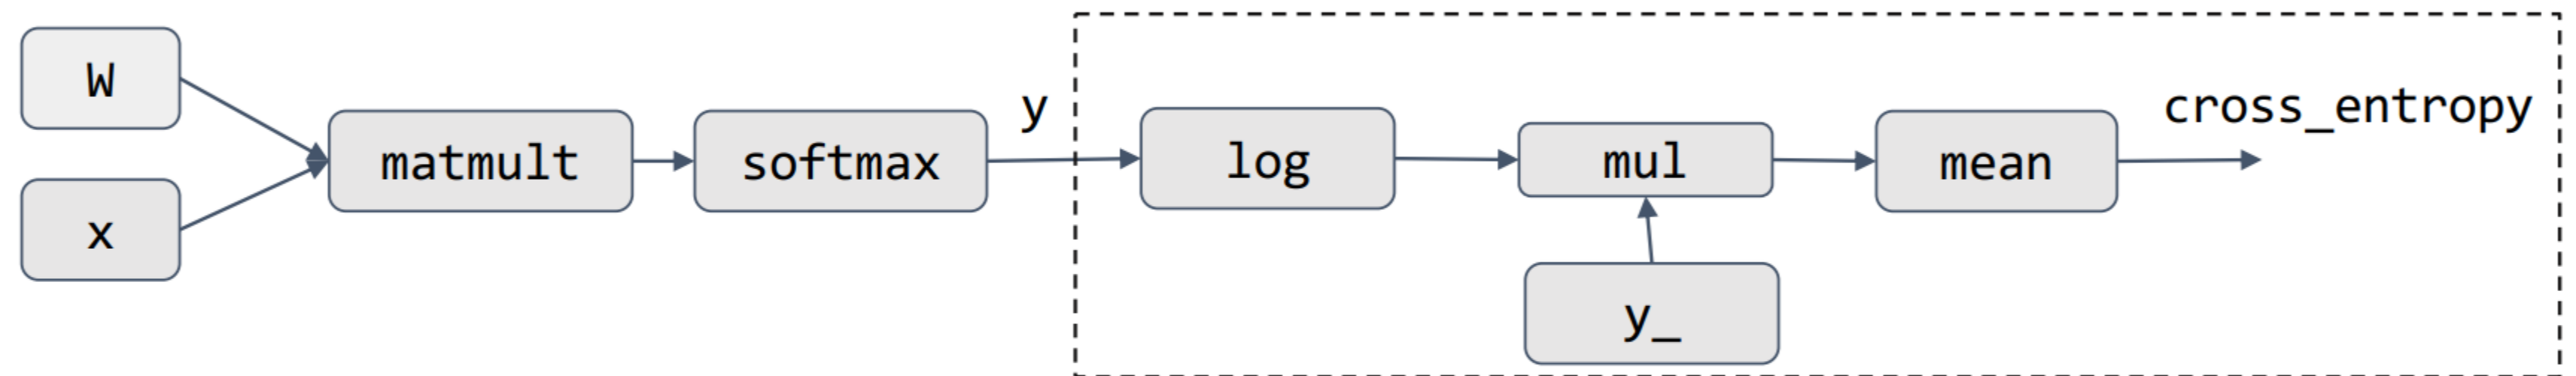 W
x
matmult
softmax
y
log
mul
y_
mean
cross_entropy